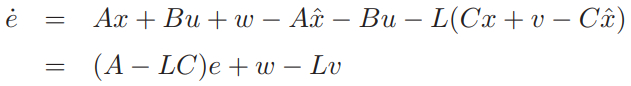 ė = Ax + Bu + w − Ax̂ − Bu − L(Cx + v − Cx̂)
= (A − LC)e + w − Lv